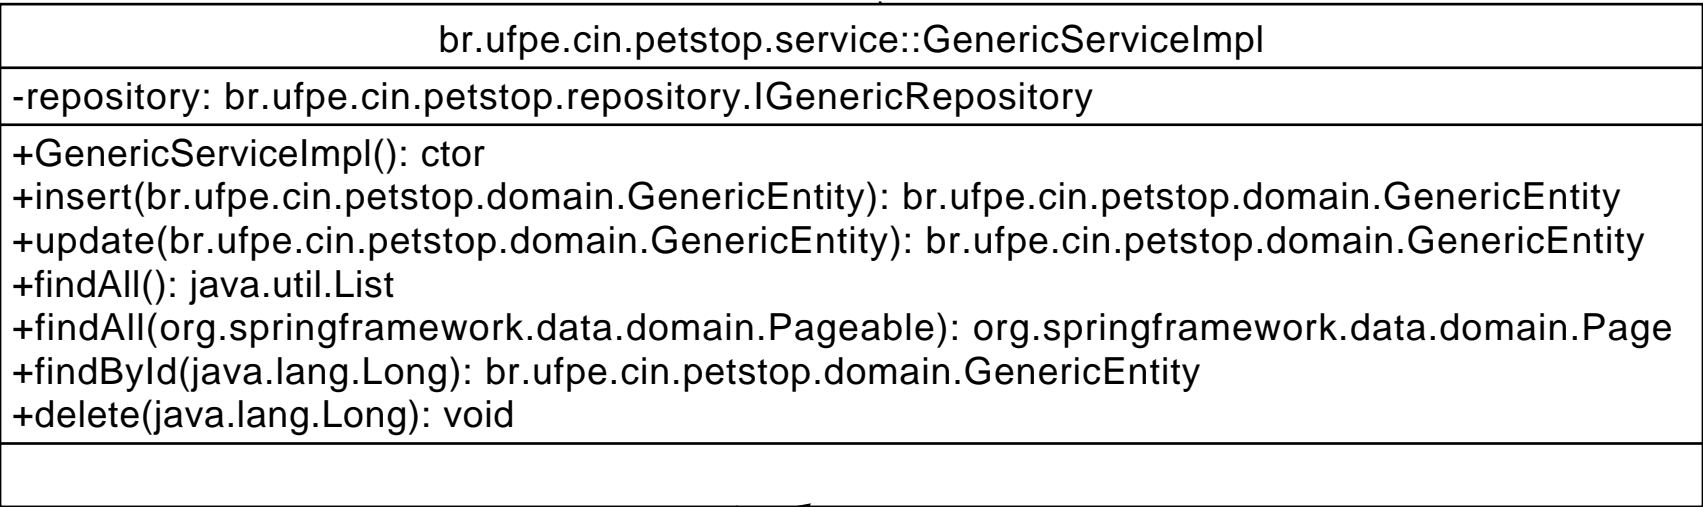 br.ufpe.cin.petstop.service::GenericServiceImpl
-repository: br.ufpe.cin.petstop.repository.IGenericRepository
+GenericServiceImpl(): ctor
+insert(br.ufpe.cin.petstop.domain.GenericEntity): br.ufpe.cin.petstop.domain.GenericEntity
+update(br.ufpe.cin.petstop.domain.GenericEntity): br.ufpe.cin.petstop.domain.GenericEntity
+findAll(): java.util.List
+findAll(org.springframework.data.domain.Pageable): org.springframework.data.domain.Page
+findById(java.lang.Long): br.ufpe.cin.petstop.domain.GenericEntity
+delete(java.lang.Long): void